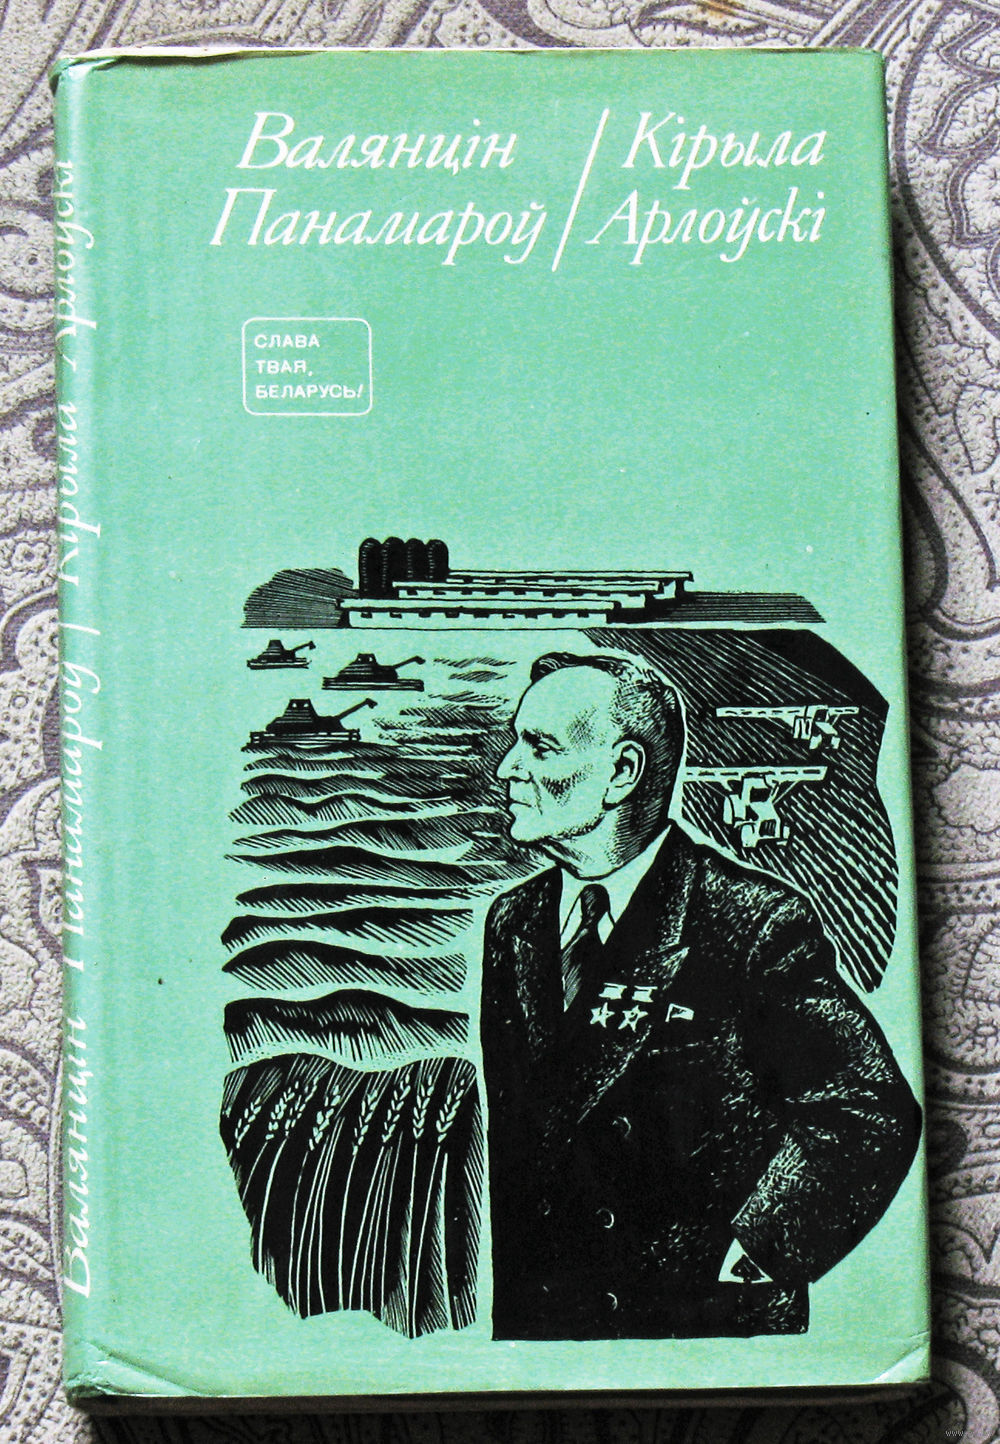 Валянцін
Панамароў
Кірыла
Арлоўскі
СЛАВА
ТВАЯ,
БЕЛАРУСЬ!
Валянцін Панамароў / Кірыла Арлоўскі